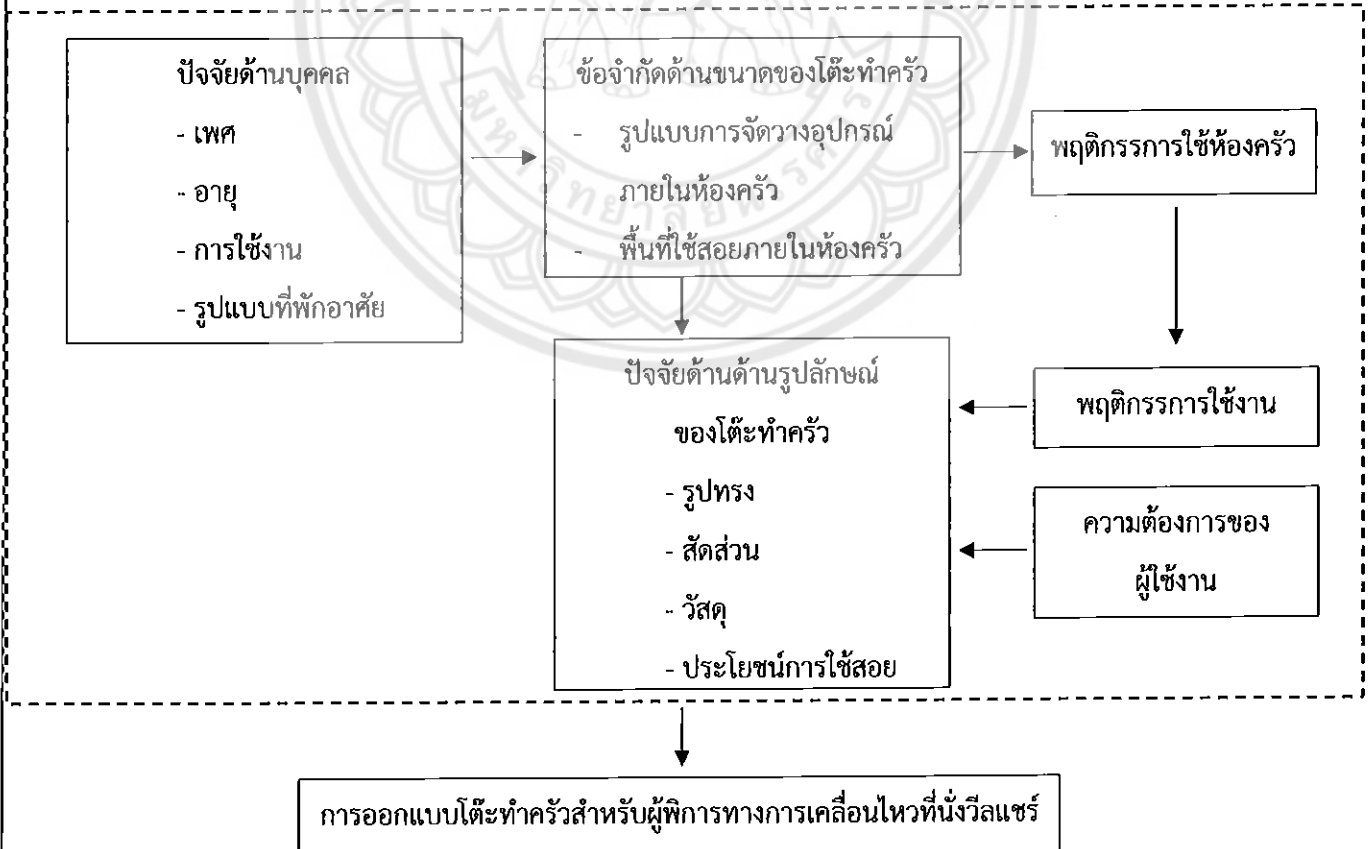 ปัจจัยด้านบุคคล
- เพศ
- อายุ
- การใช้งาน
- รูปแบบที่พักอาศัย
ข้อจำกัดด้านขนาดของโต๊ะทำครัว
- รูปแบบการจัดวางอุปกรณ์
ภายในห้องครัว
- พื้นที่ใช้สอยภายในห้องครัว
พฤติกรรการใช้ห้องครัว
ปัจจัยด้านด้านรูปลักษณ์
ของโต๊ะทำครัว
- รูปทรง
- สัดส่วน
- วัสดุ
- ประโยชน์การใช้สอย
พฤติกรรการใช้งาน
ความต้องการของ
ผู้ใช้งาน
การออกแบบโต๊ะทำครัวสำหรับผู้พิการทางการเคลื่อนไหวที่นั่งวีลแชร์